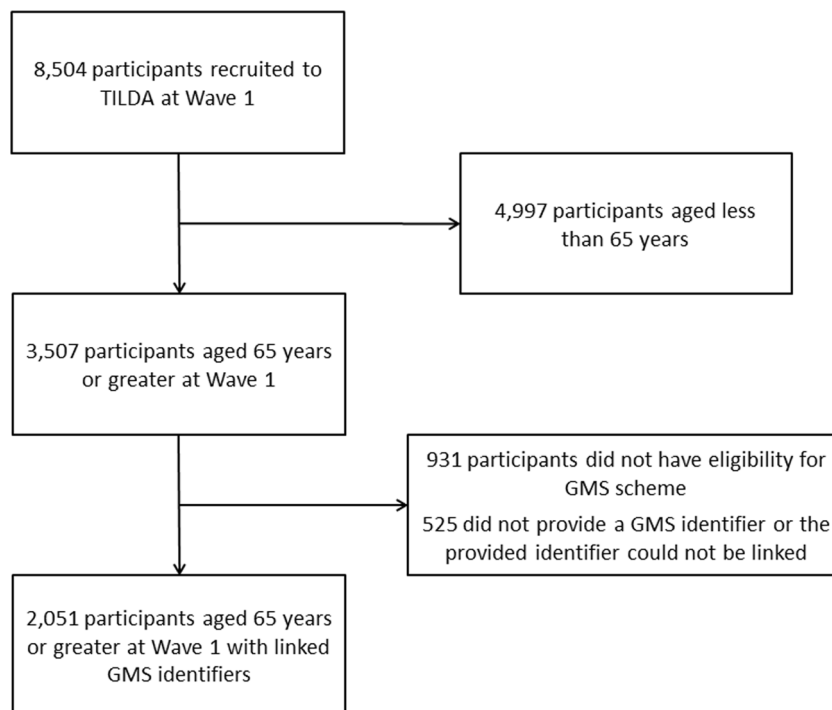 8,504 participants recruited to
TILDA at Wave 1
4,997 participants aged less
than 65 years
3,507 participants aged 65 years
or greater at Wave 1
931 participants did not have eligibility for
GMS scheme
525 did not provide a GMS identifier or the
provided identifier could not be linked
2,051 participants aged 65 years
or greater at Wave 1 with linked
GMS identifiers